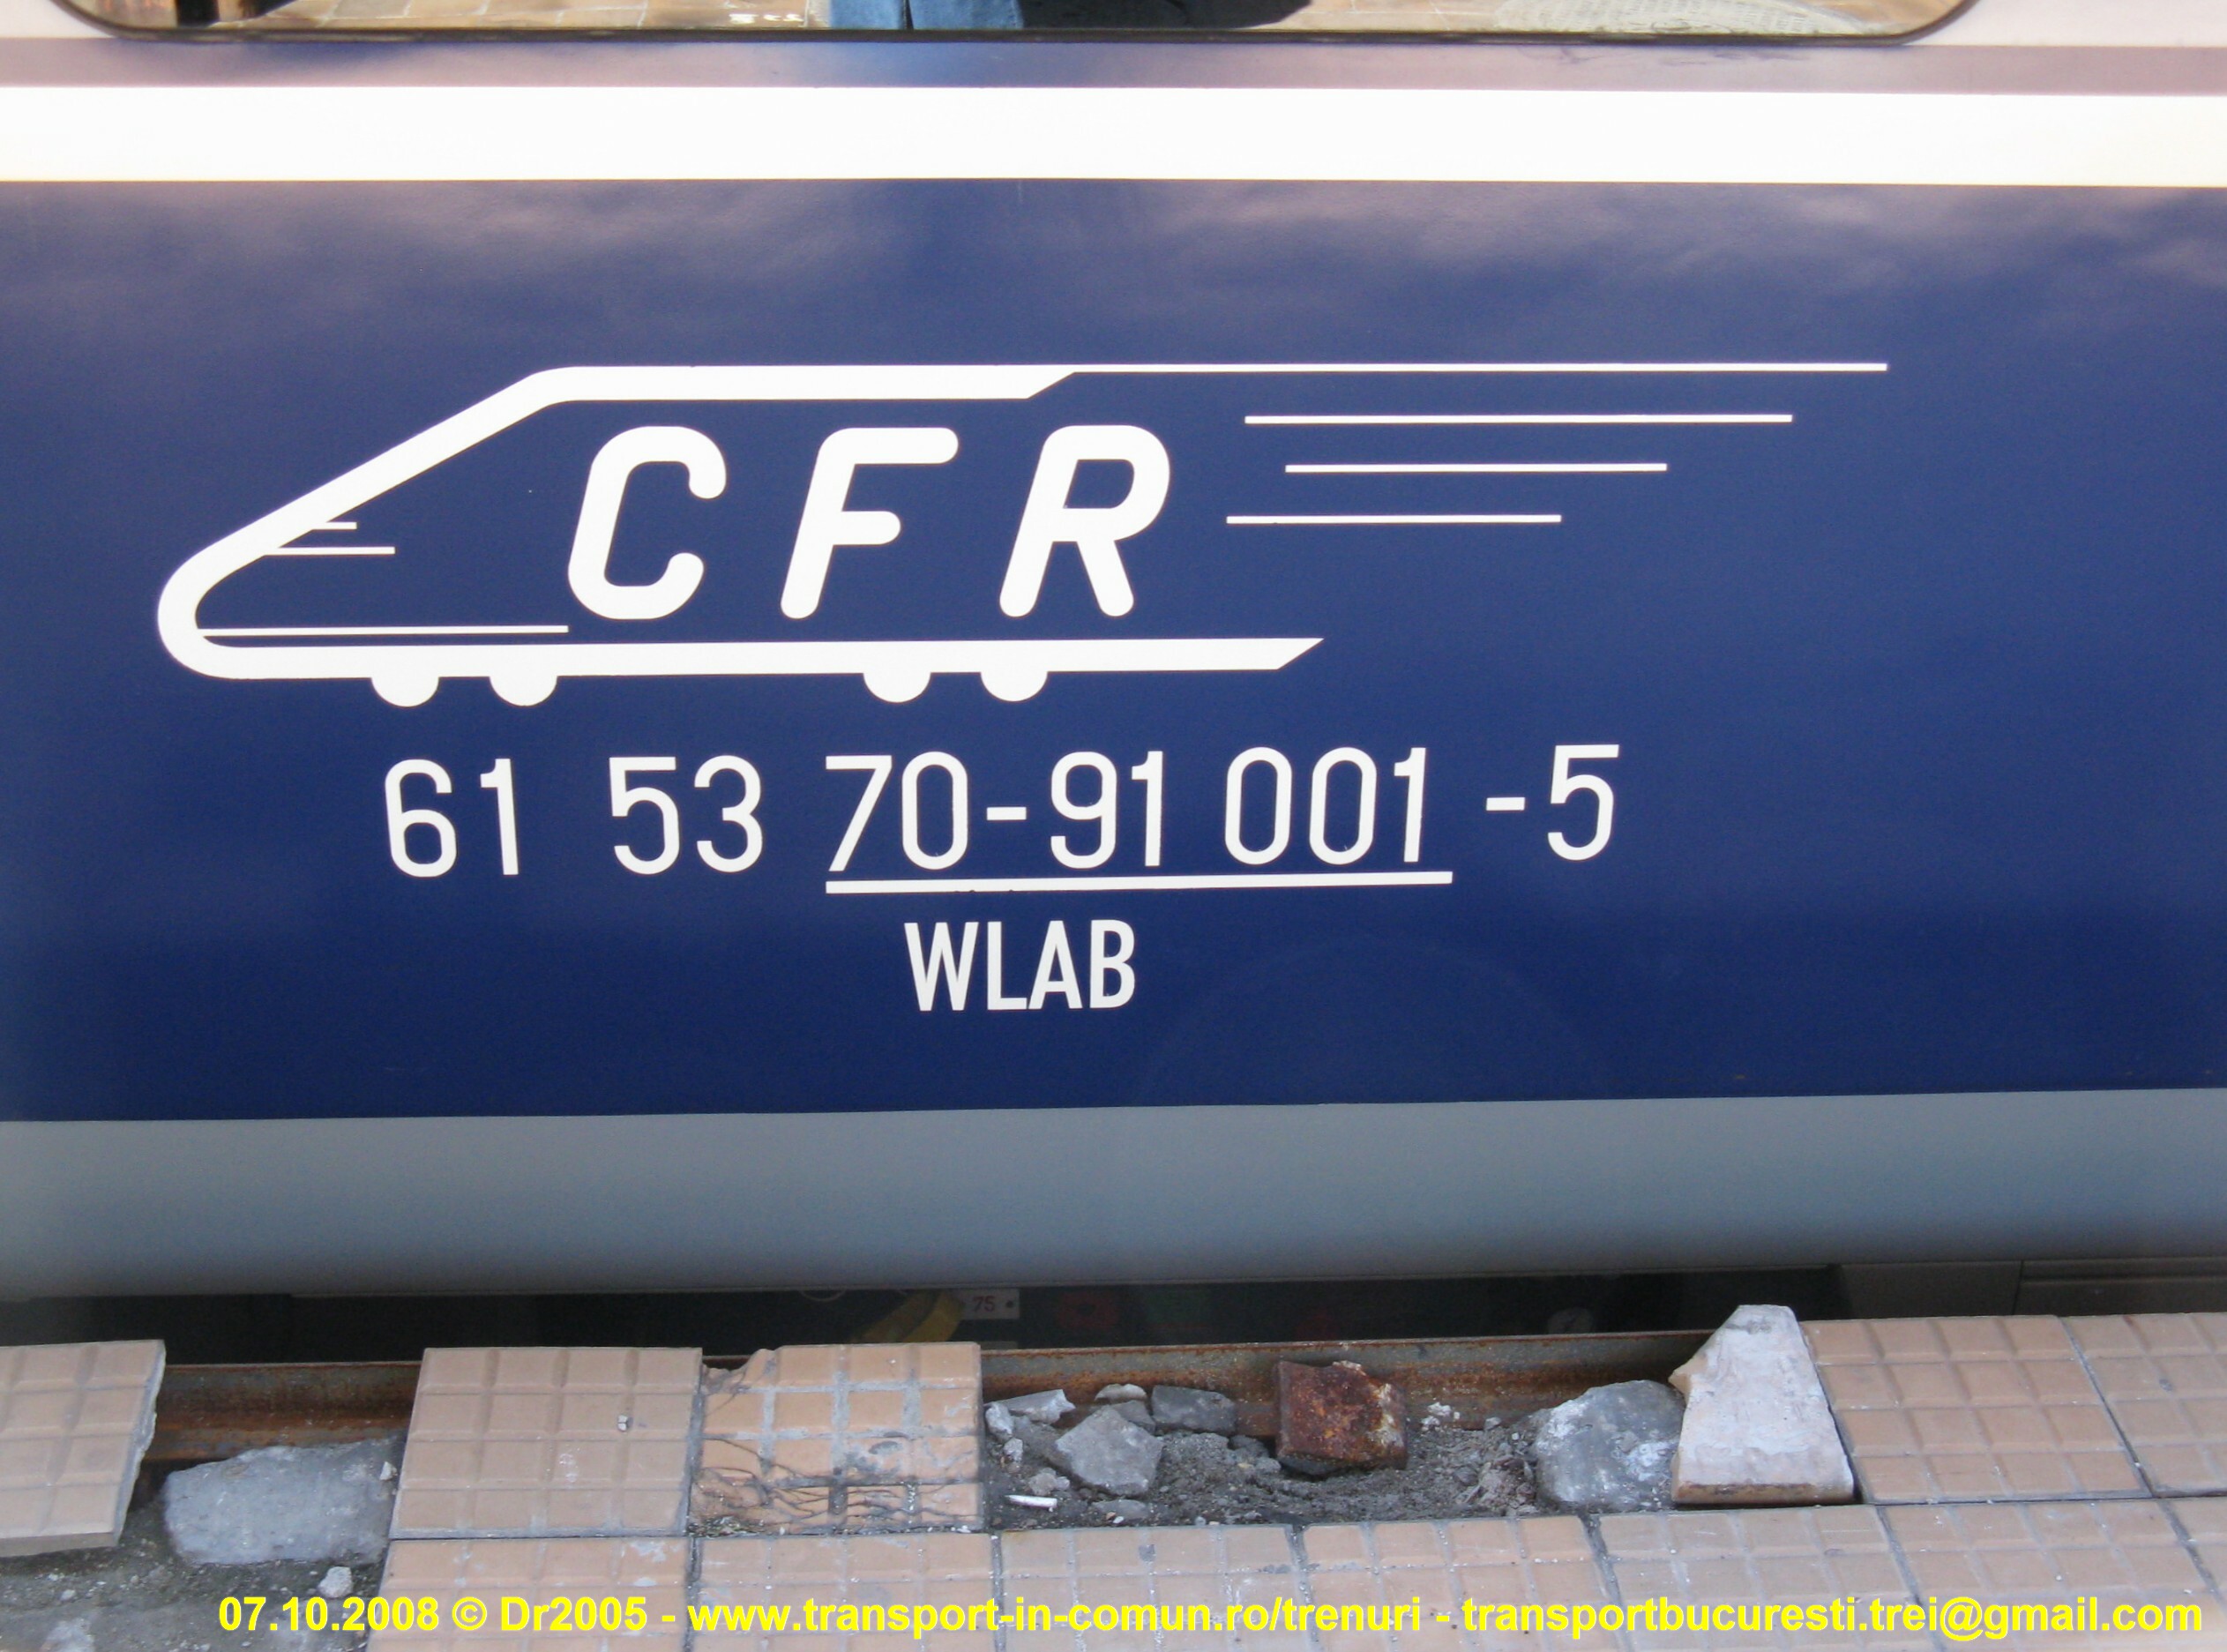 CFR
61 53 70-91 001 -5
WLAB
75
07.10.2008 © Dr2005 - www.transport-in-comun.ro/trenuri - transportbucuresti.trei@gmail.com